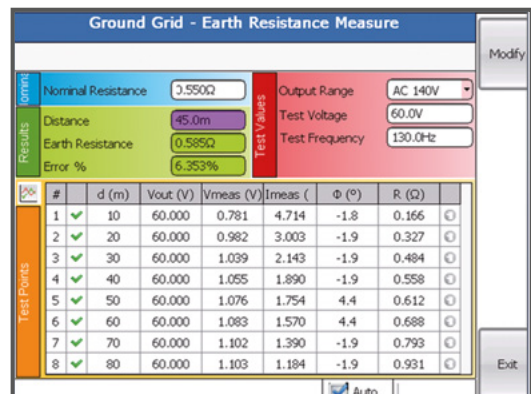 Ground Grid - Earth Resistance Measure
Modify
Nominal Resistance
Output Range AC 140V
Distance 45.0m
Test Voltage 60.0V
Earth Resistance 0.585Ω
Test Frequency 130.0Hz
Error % 6.353%
Results
Test Values
# d (m) Vout (V) Vmeas (V) Imeas ( Φ (º) R (Ω)
1 10 60.000 0.781 4.714 -1.8 0.166
2 20 60.000 0.982 3.003 -1.9 0.327
3 30 60.000 1.039 2.143 -1.9 0.484
4 40 60.000 1.055 1.890 -1.9 0.558
5 50 60.000 1.076 1.754 4.4 0.612
6 60 60.000 1.083 1.570 4.4 0.688
7 70 60.000 1.102 1.390 -1.9 0.793
8 80 60.000 1.103 1.184 -1.9 0.931
Test Points
Auto
Exit